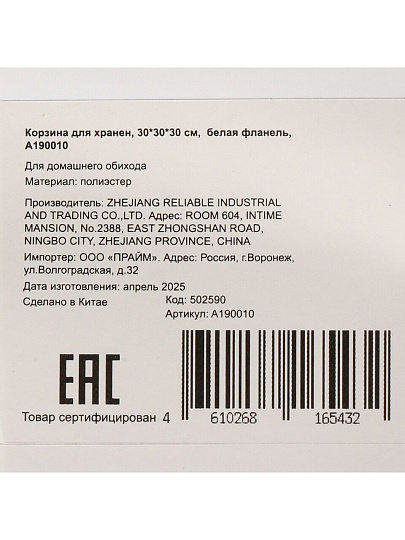 Корзина для хранен, 30*30*30 см, белая фланель,
А190010
Для домашнего обихода
Материал: полиэстер
Производитель: ZHEJIANG RELIABLE INDUSTRIAL
AND TRADING CO.,LTD. Адрес: ROOM 604, INTIME
MANSION, No.2388, EAST ZHONGSHAN ROAD,
NINGBO CITY, ZHEJIANG PROVINCE, CHINA
Импортер: ООО «ПРАЙМ». Адрес: Россия, г.Воронеж,
ул.Волгоградская, д.32
Дата изготовления: апрель 2025
Сделано в Китае
Код: 502590
Артикул: А190010
EAC
Товар сертифицирован
4 610268 165432